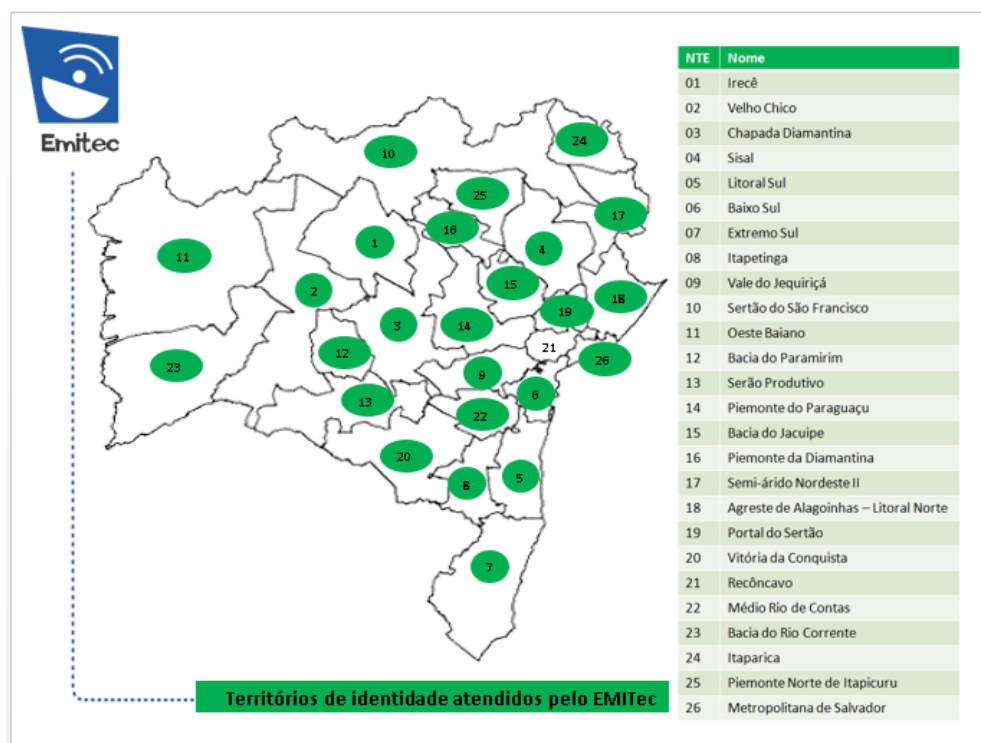 Emitec
24
10
25
17
16
1
4
11
15
2
18
19
3
14
21
12
26
23
9
6
13
22
20
5
8
7
Territórios de identidade atendidos pelo EMITec
NTE Nome
01 Irecê
02 Velho Chico
03 Chapada Diamantina
04 Sisal
05 Litoral Sul
06 Baixo Sul
07 Extremo Sul
08 Itapetinga
09 Vale do Jequiriçá
10 Sertão do São Francisco
11 Oeste Baiano
12 Bacia do Paramirim
13 Serão Produtivo
14 Piemonte do Paraguaçu
15 Bacia do Jacuipe
16 Piemonte da Diamantina
17 Semi-árido Nordeste II
18 Agreste de Alagoinhas – Litoral Norte
19 Portal do Sertão
20 Vitória da Conquista
21 Recôncavo
22 Médio Rio de Contas
23 Bacia do Rio Corrente
24 Itaparica
25 Piemonte Norte de Itapicuru
26 Metropolitana de Salvador